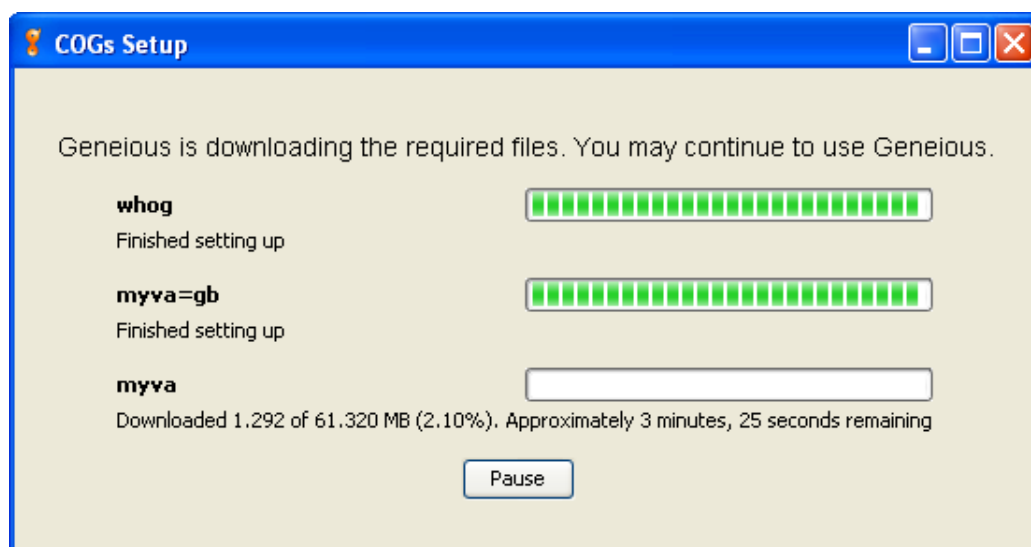 COGs Setup
Geneious is downloading the required files. You may continue to use Geneious.
whog
Finished setting up
myva=gb
Finished setting up
myva
Downloaded 1.292 of 61.320 MB (2.10%). Approximately 3 minutes, 25 seconds remaining
Pause